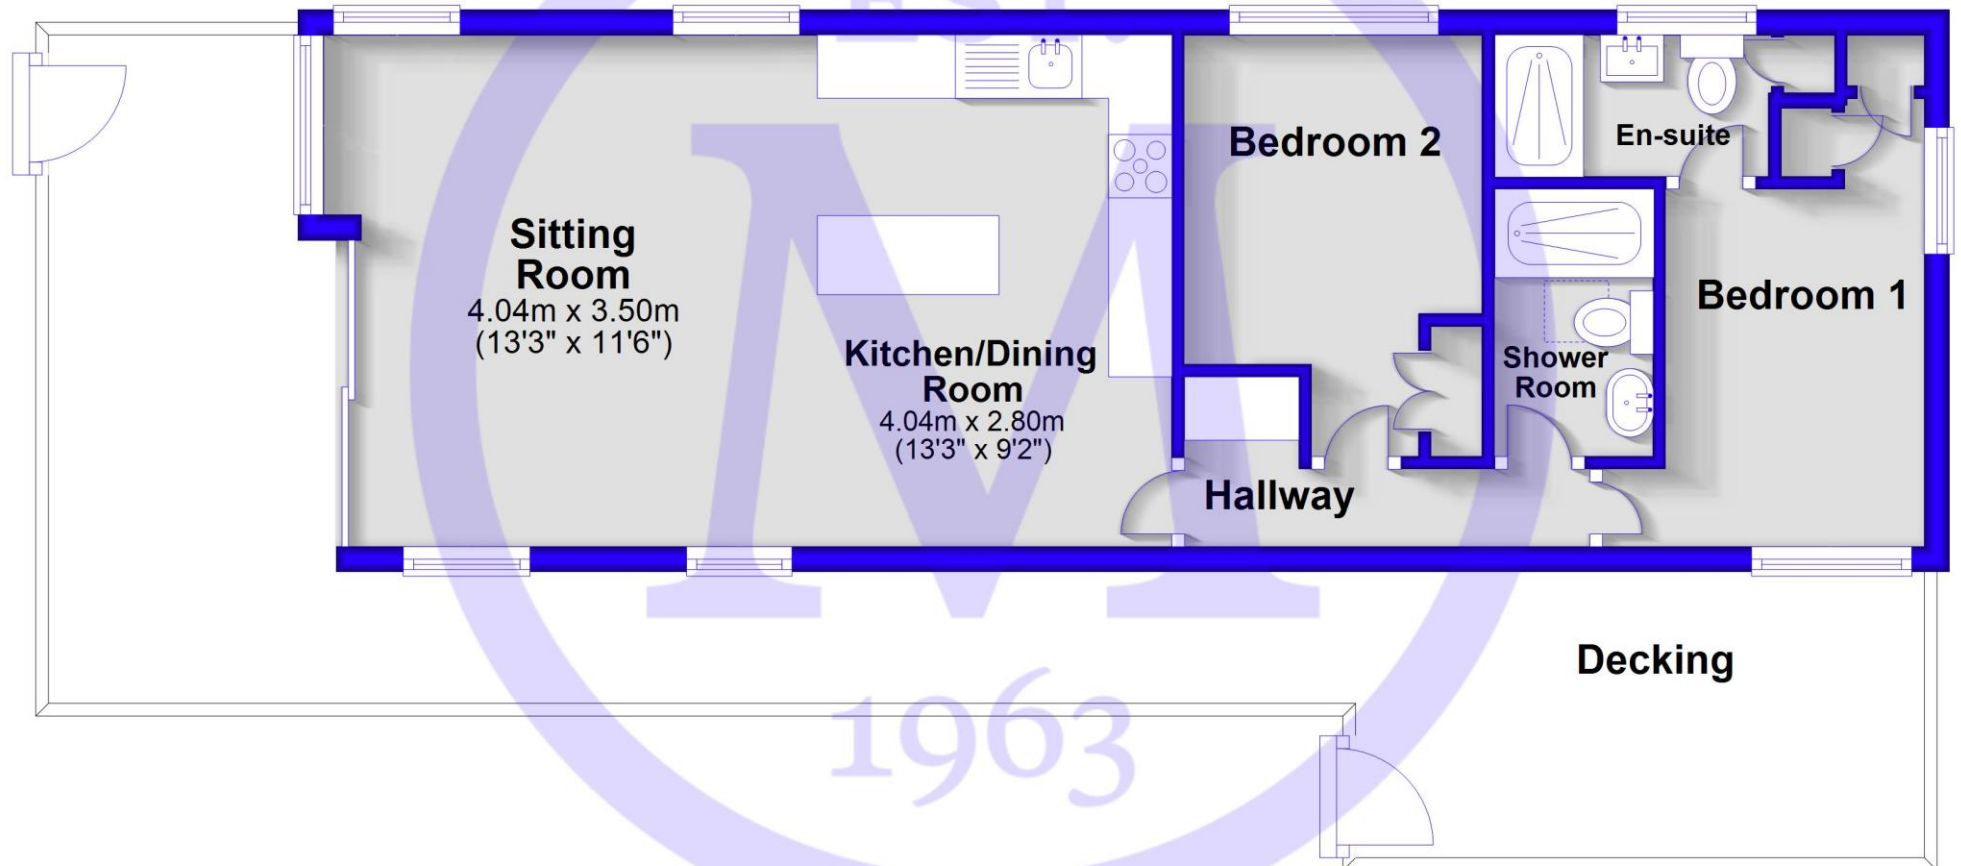 EST.
Sitting
Room
4.04m x 3.50m
(13'3" x 11'6")
Kitchen/Dining
Room
4.04m x 2.80m
(13'3" x 9'2")
Bedroom 2
En-suite
Bedroom 1
Shower
Room
Hallway
Decking
M
1963